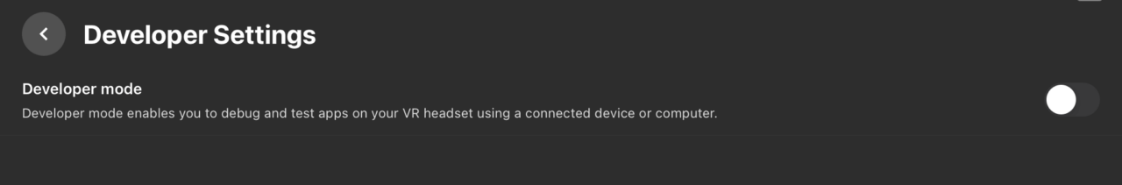 Developer Settings
Developer mode
Developer mode enables you to debug and test apps on your VR headset using a connected device or computer.